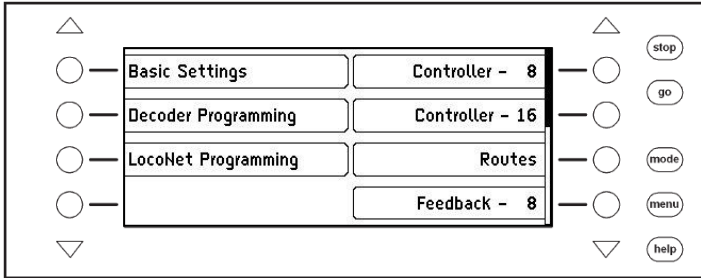 stop
Basic Settings
Controller - 8
go
Decoder Programming
Controller - 16
LocoNet Programming
Routes
mode
Feedback - 8
menu
help